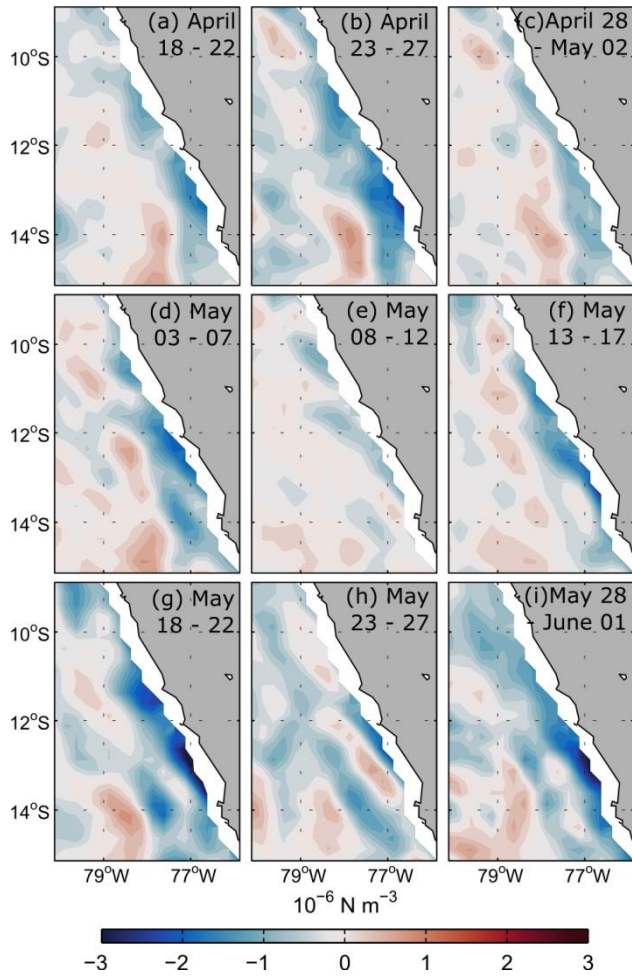 (a) April
18 - 22
(b) April
23 - 27
(c)April 28
- May 02
10°S
12°S
14°S
(d) May
03 - 07
(e) May
08 - 12
(f) May
13 - 17
10°S
12°S
14°S
(g) May
18 - 22
(h) May
23 - 27
(i)May 28
- June 01
10°S
12°S
14°S
79°W 77°W 79°W 77°W 79°W 77°W
10⁻⁶ N m⁻³
−3 −2 −1 0 1 2 3